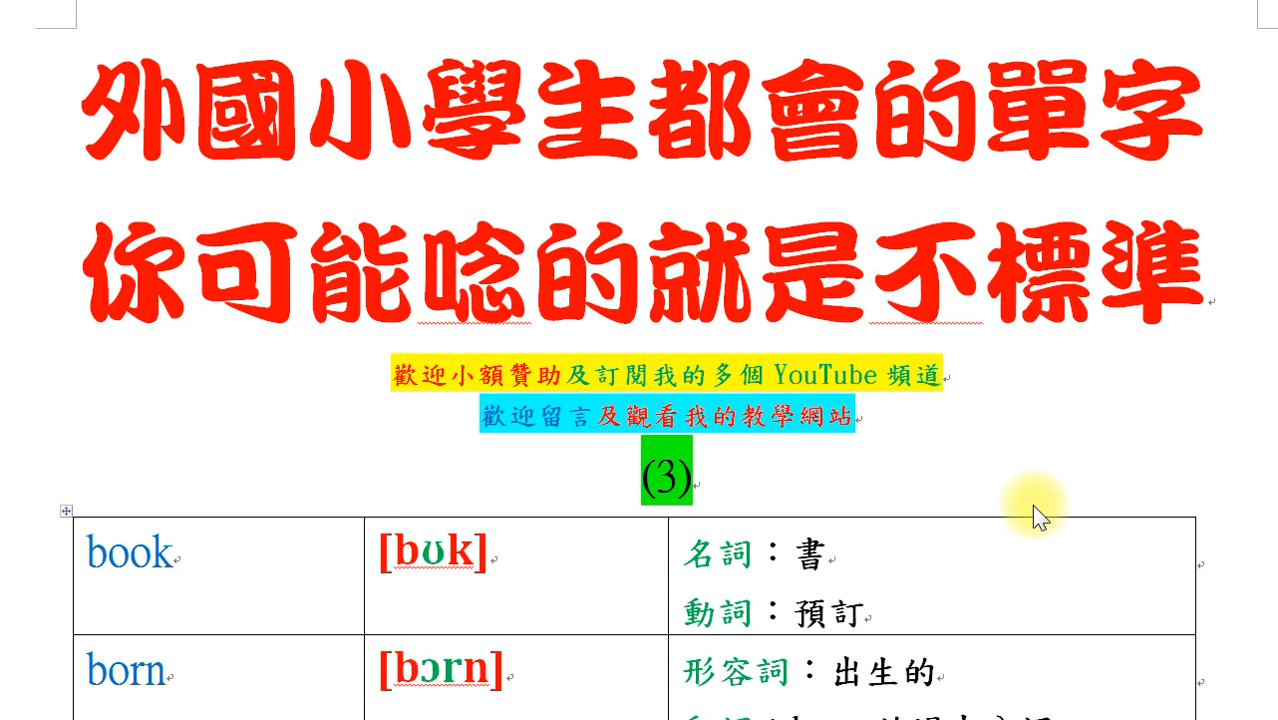 外國小學生都會的單字
你可能唸的就是不標準
歡迎小額贊助及訂閱我的多個 YouTube 頻道
歡迎留言及觀看我的教學網站
(3)
book [bʊk] 名詞：書
動詞：預訂
born [bɔrn] 形容詞：出生的